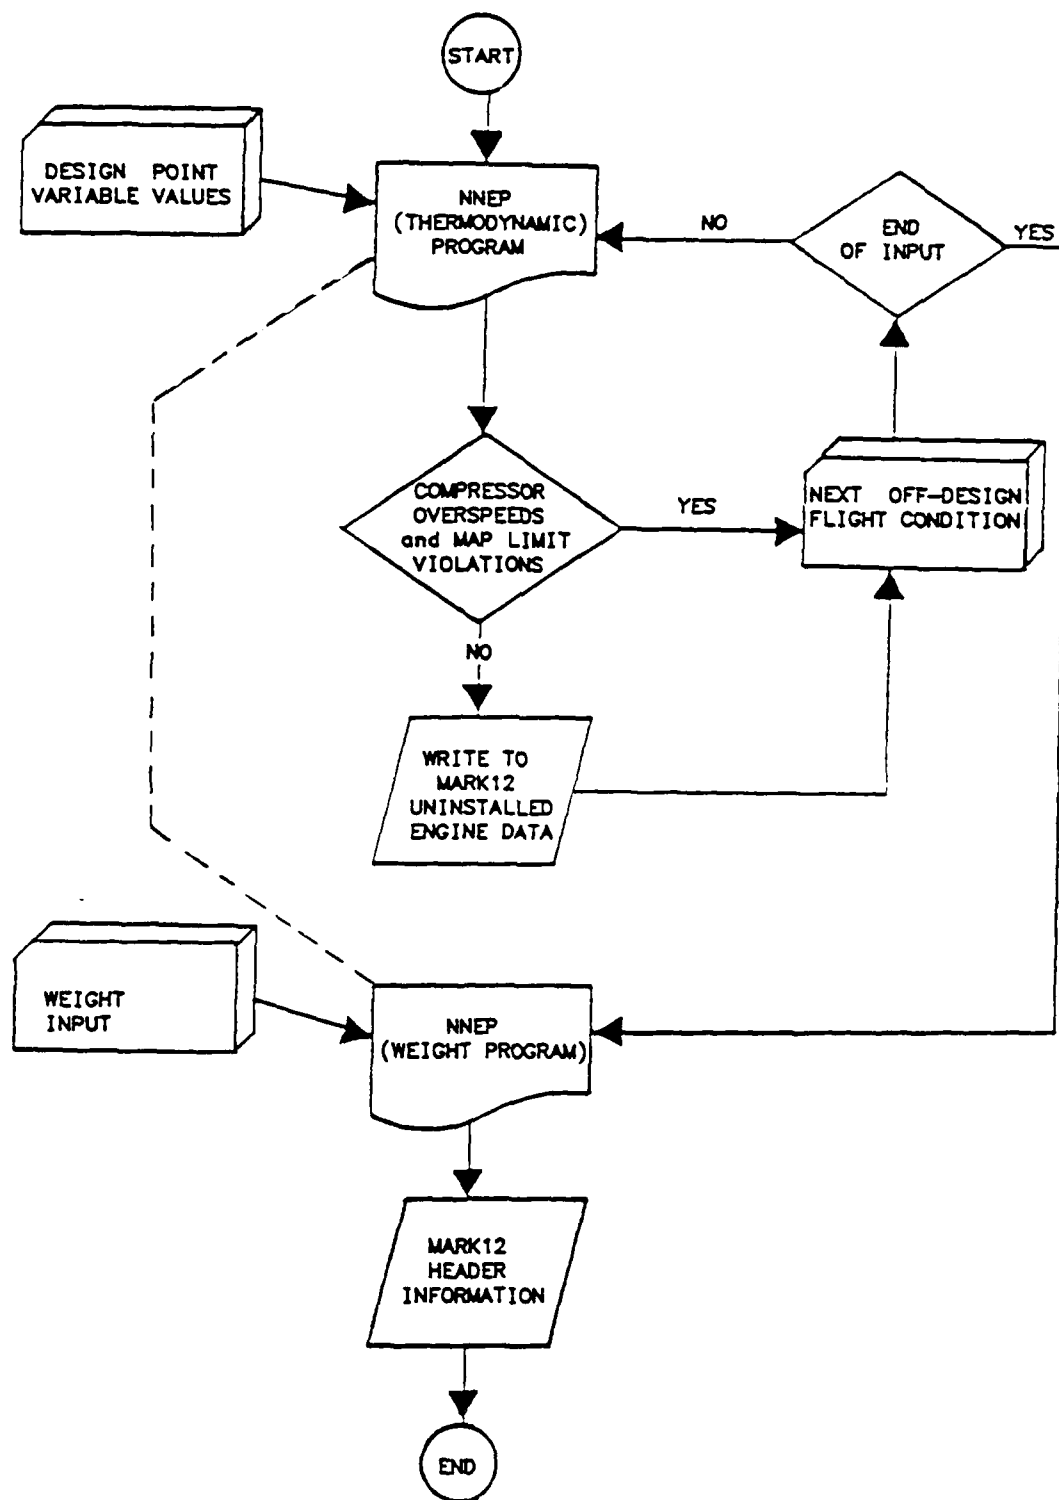 START
DESIGN POINT
VARIABLE VALUES
NNEP
(THERMODYNAMIC)
PROGRAM
NO
END
OF INPUT
YES
COMPRESSOR
OVERSPEEDS
and MAP LIMIT
VIOLATIONS
YES
NEXT OFF-DESIGN
FLIGHT CONDITION
NO
WRITE TO
MARK12
UNINSTALLED
ENGINE DATA
WEIGHT
INPUT
NNEP
(WEIGHT PROGRAM)
MARK12
HEADER
INFORMATION
END